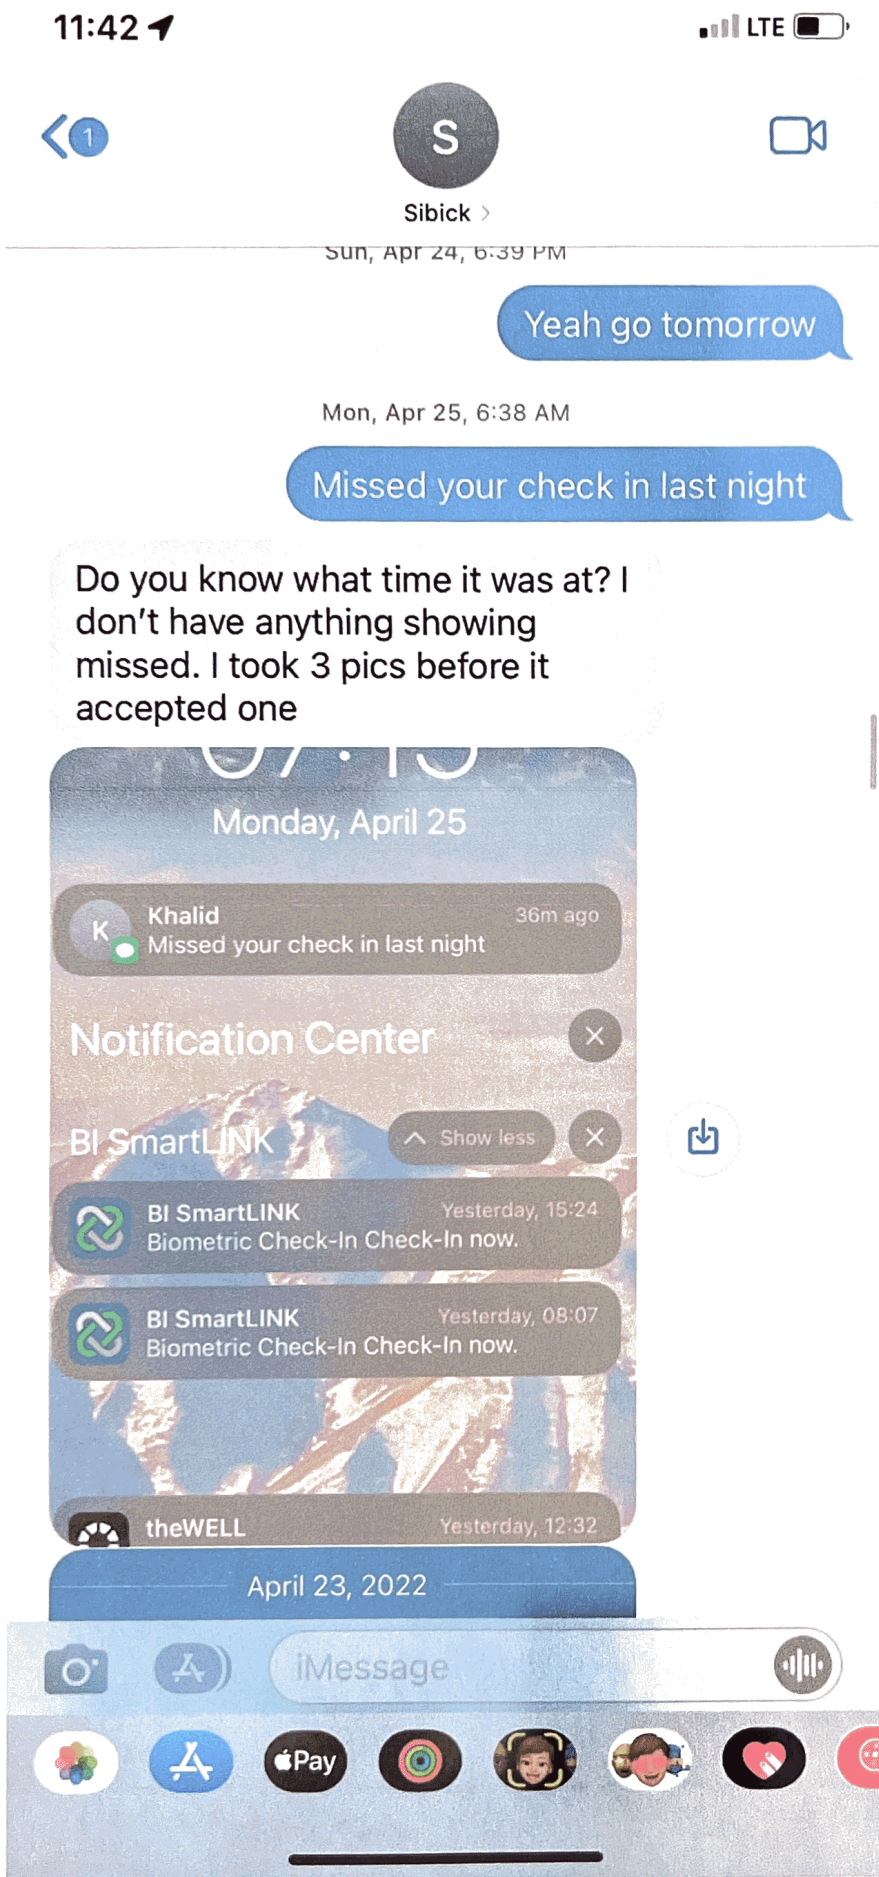 11:42
LTE
1
S
Sibick
Sun, Apr 24, 6:39 PM
Yeah go tomorrow
Mon, Apr 25, 6:38 AM
Missed your check in last night
Do you know what time it was at? I
don't have anything showing
missed. I took 3 pics before it
accepted one
07:15
Monday, April 25
K
Khalid
36m ago
Missed your check in last night
Notification Center
BI SmartLINK
Show less
BI SmartLINK
Yesterday, 15:24
Biometric Check-In Check-In now.
BI SmartLINK
Yesterday, 08:07
Biometric Check-In Check-In now.
theWELL
Yesterday, 12:32
April 23, 2022
iMessage
Pay